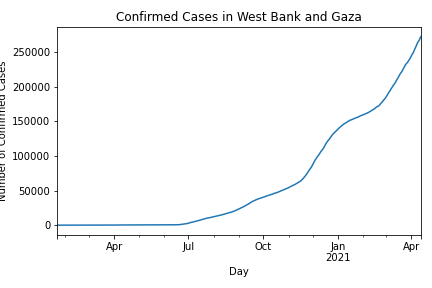 Confirmed Cases in West Bank and Gaza
Number of Confirmed Cases
250000
200000
150000
100000
50000
0
Apr
Jul
Oct
Jan
2021
Apr
Day